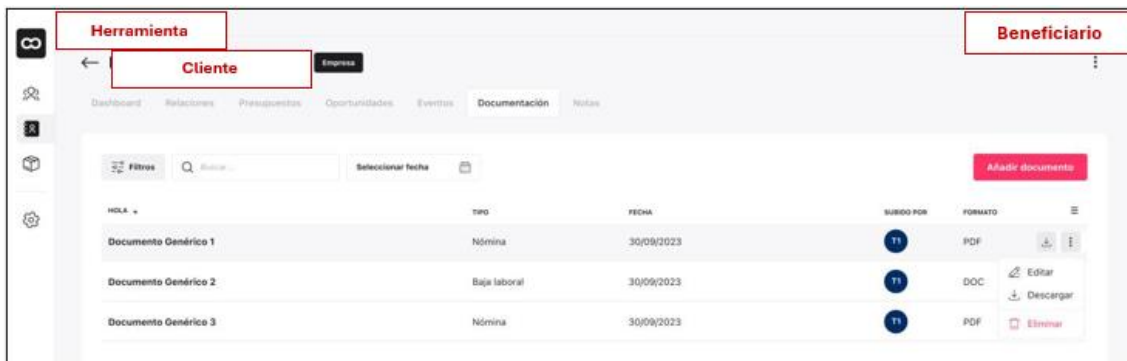 Herramienta
Beneficiario
Cliente
Empresa
Dashboard Relaciones Presupuestos Oportunidades Eventos Documentación Notas
Filtros Buscar... Seleccionar fecha Añadir documento
HOLA TIPO FECHA SUBIDO POR FORMATO
Documento Genérico 1 Nómina 30/09/2023 T1 PDF
Editar
Documento Genérico 2 Baja laboral 30/09/2023 T1 DOC
Descargar
Documento Genérico 3 Nómina 30/09/2023 T1 PDF
Eliminar